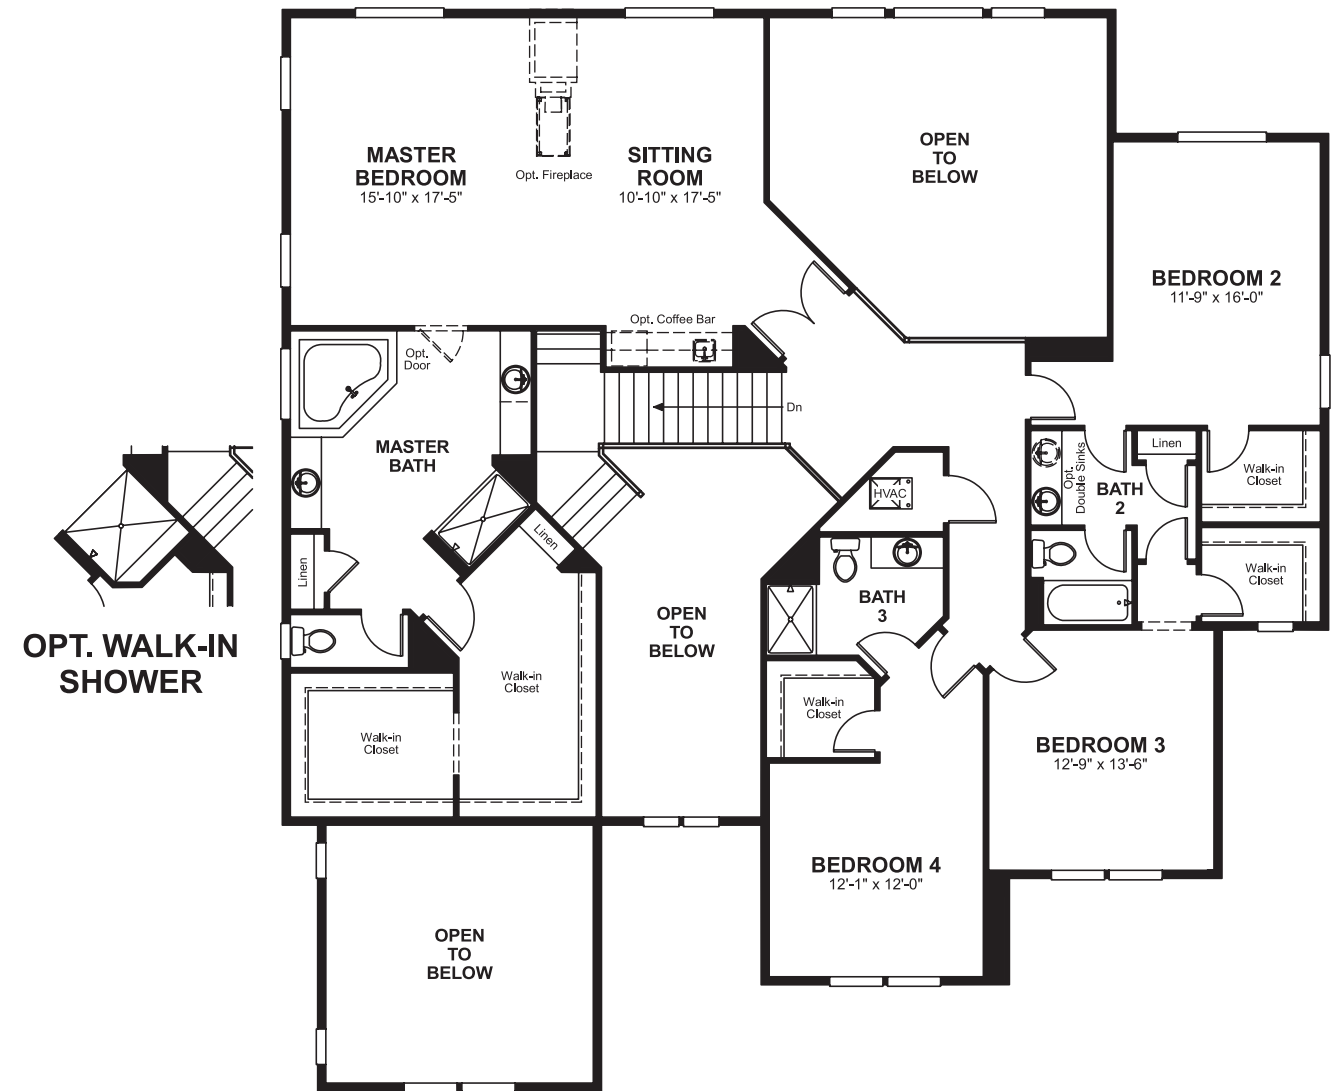 MASTER
BEDROOM
15'-10" x 17'-5"
Opt. Fireplace
SITTING
ROOM
10'-10" x 17'-5"
OPEN
TO
BELOW
BEDROOM 2
11'-9" x 16'-0"
Opt. Coffee Bar
Opt.
Door
Dn
MASTER
BATH
Linen
Opt.
Double Sinks
BATH
2
Linen
Walk-in
Closet
HVAC
Linen
Walk-in
Closet
BATH
3
OPEN
TO
BELOW
OPT. WALK-IN
SHOWER
Walk-in
Closet
Walk-in
Closet
Walk-in
Closet
BEDROOM 3
12'-9" x 13'-6"
BEDROOM 4
12'-1" x 12'-0"
OPEN
TO
BELOW